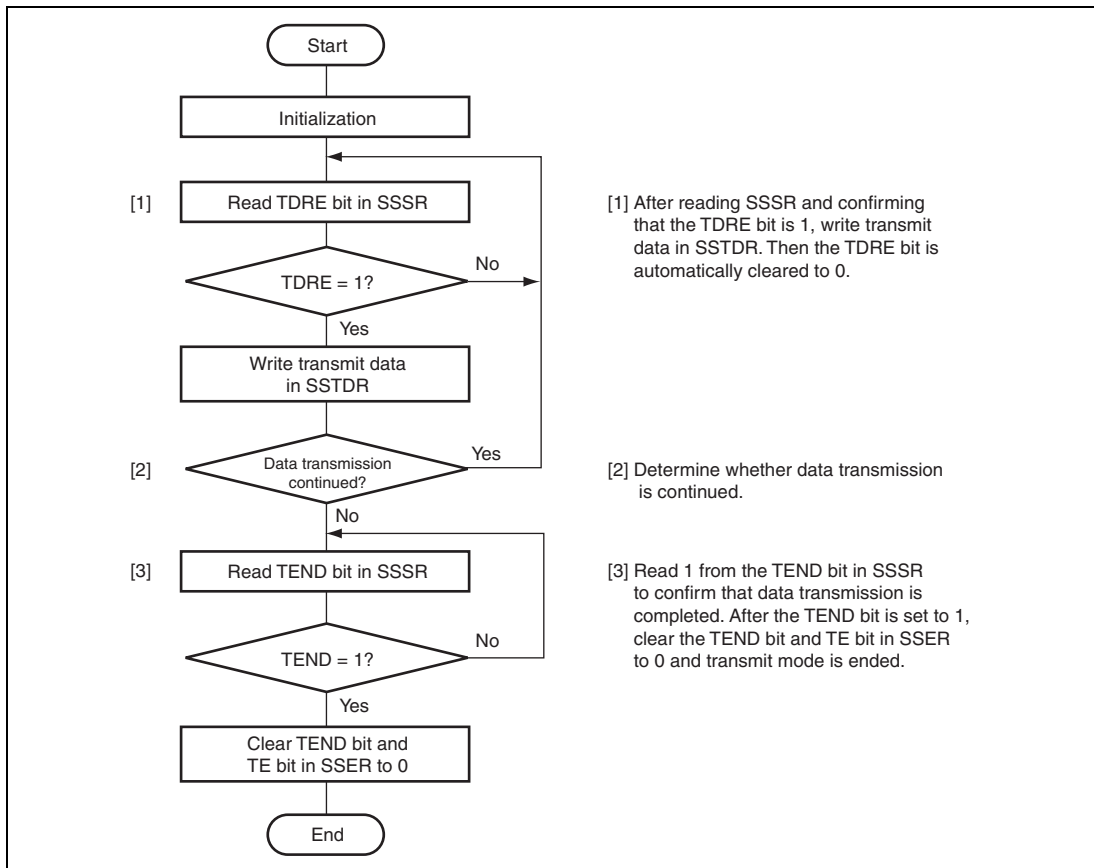 Start
Initialization
[1]
Read TDRE bit in SSSR
[1] After reading SSSR and confirming
that the TDRE bit is 1, write transmit
data in SSTDR. Then the TDRE bit is
automatically cleared to 0.
TDRE = 1?
No
Yes
Write transmit data
in SSTDR
[2]
Data transmission
continued?
Yes
[2] Determine whether data transmission
is continued.
No
[3]
Read TEND bit in SSSR
[3] Read 1 from the TEND bit in SSSR
to confirm that data transmission is
completed. After the TEND bit is set to 1,
clear the TEND bit and TE bit in SSER
to 0 and transmit mode is ended.
TEND = 1?
No
Yes
Clear TEND bit and
TE bit in SSER to 0
End